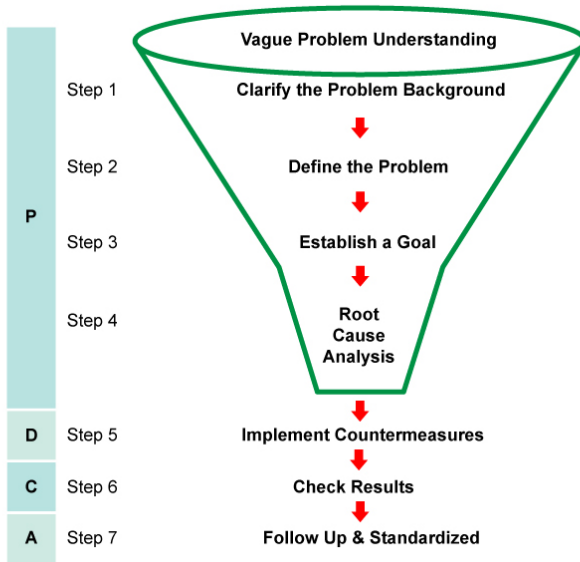 Vague Problem Understanding
Step 1 Clarify the Problem Background
Step 2 Define the Problem
P
Step 3 Establish a Goal
Step 4 Root
Cause
Analysis
D Step 5 Implement Countermeasures
C Step 6 Check Results
A Step 7 Follow Up & Standardized